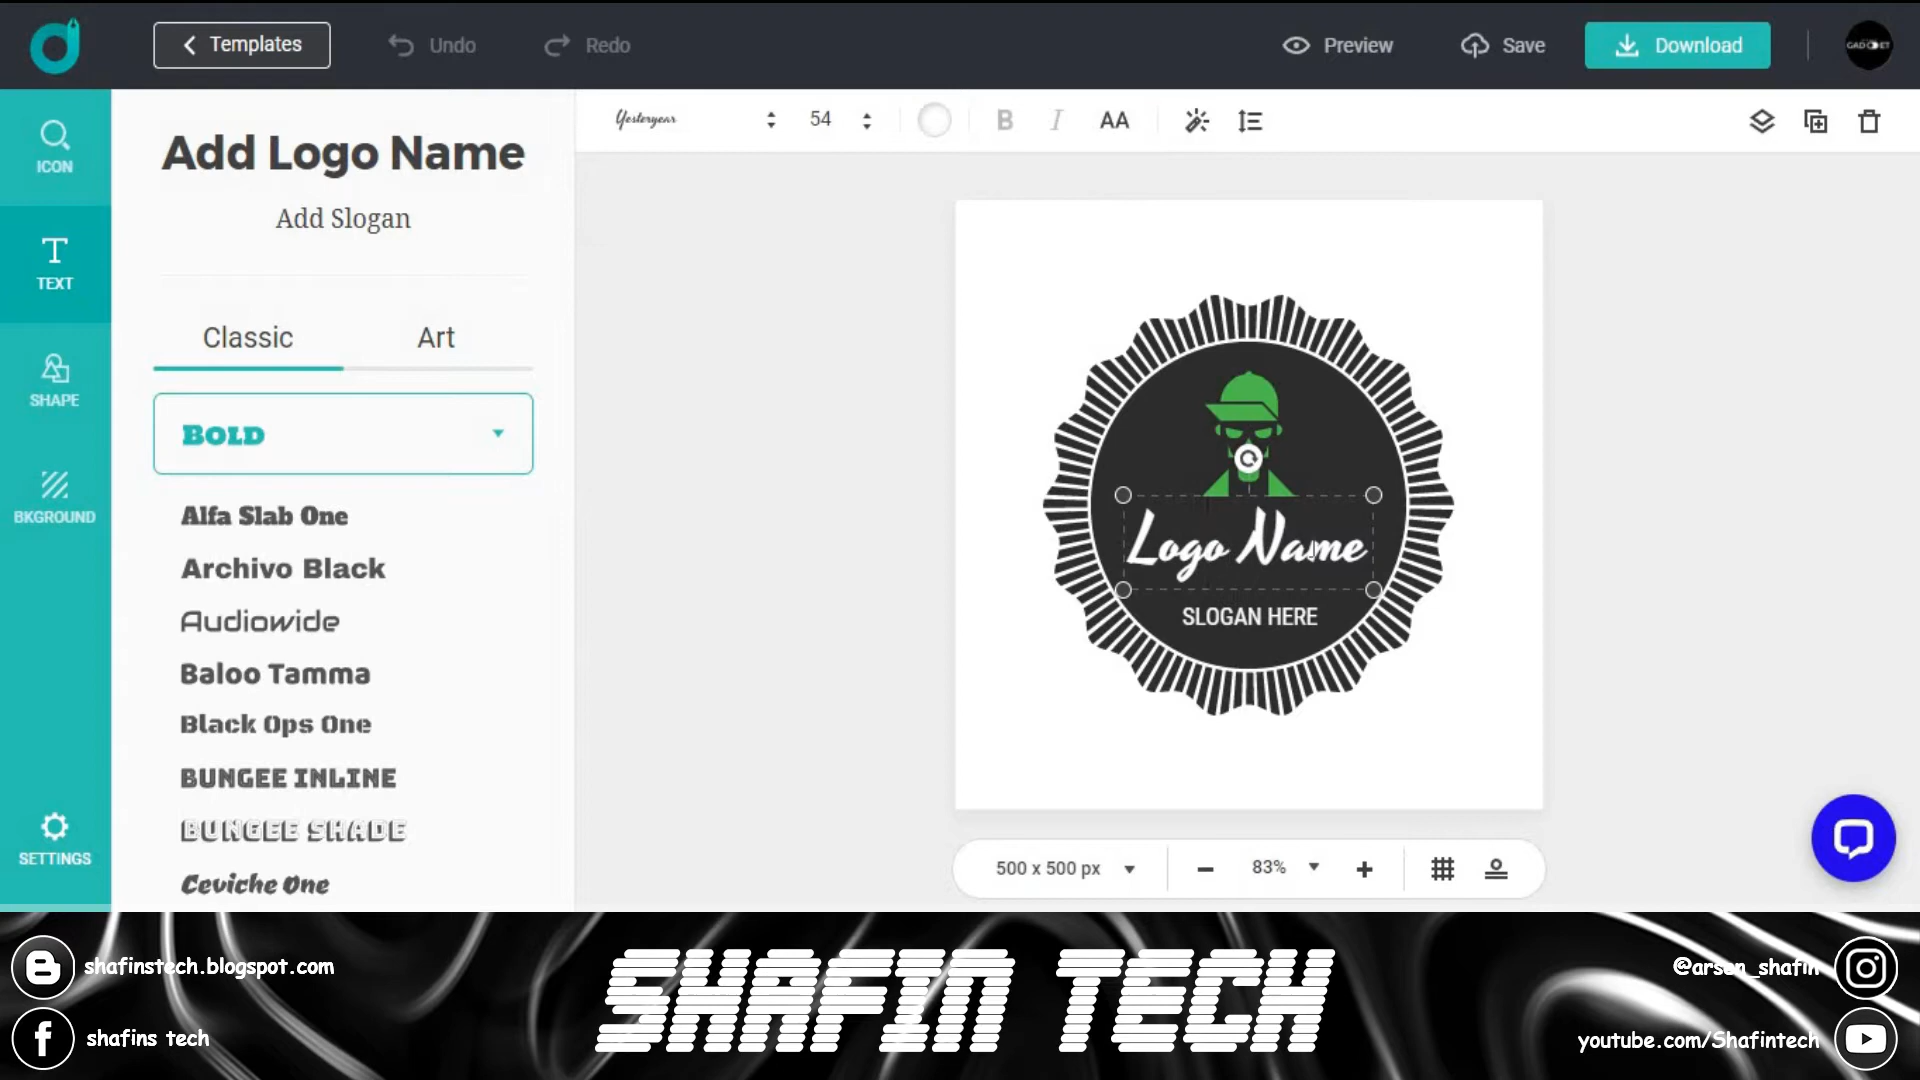 Templates
Undo
Redo
Preview
Save
Download
GADGET
ICON
TEXT
SHAPE
BKGROUND
SETTINGS
Add Logo Name
Add Slogan
Classic
Art
BOLD
Alfa Slab One
Archivo Black
Audiowide
Baloo Tamma
Black Ops One
BUNGEE INLINE
BUNGEE SHADE
Ceviche One
Yesteryear
54
B
I
AA
Logo Name
SLOGAN HERE
500 x 500 px
83%
shafinstech.blogspot.com
shafins tech
SHAFIN TECH
@arsen_shafin
youtube.com/Shafintech